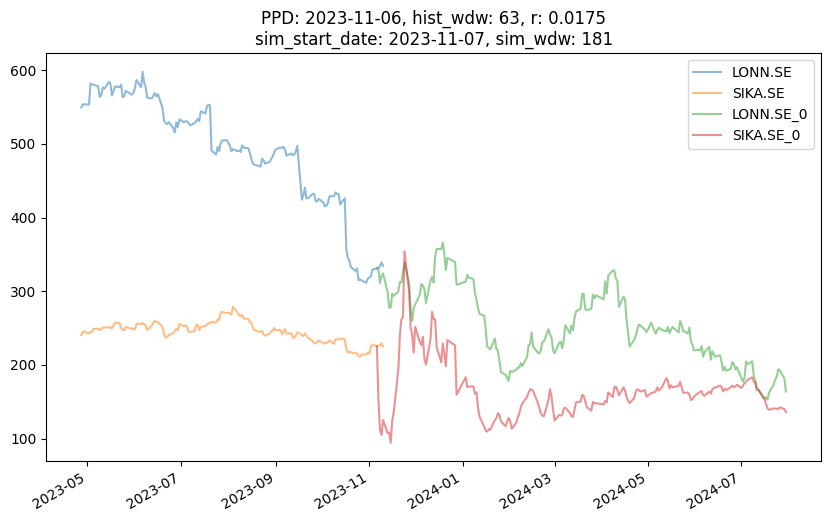 PPD: 2023-11-06, hist_wdw: 63, r: 0.0175
sim_start_date: 2023-11-07, sim_wdw: 181
LONN.SE
SIKA.SE
LONN.SE_0
SIKA.SE_0
600
500
400
300
200
100
2023-05
2023-07
2023-09
2023-11
2024-01
2024-03
2024-05
2024-07